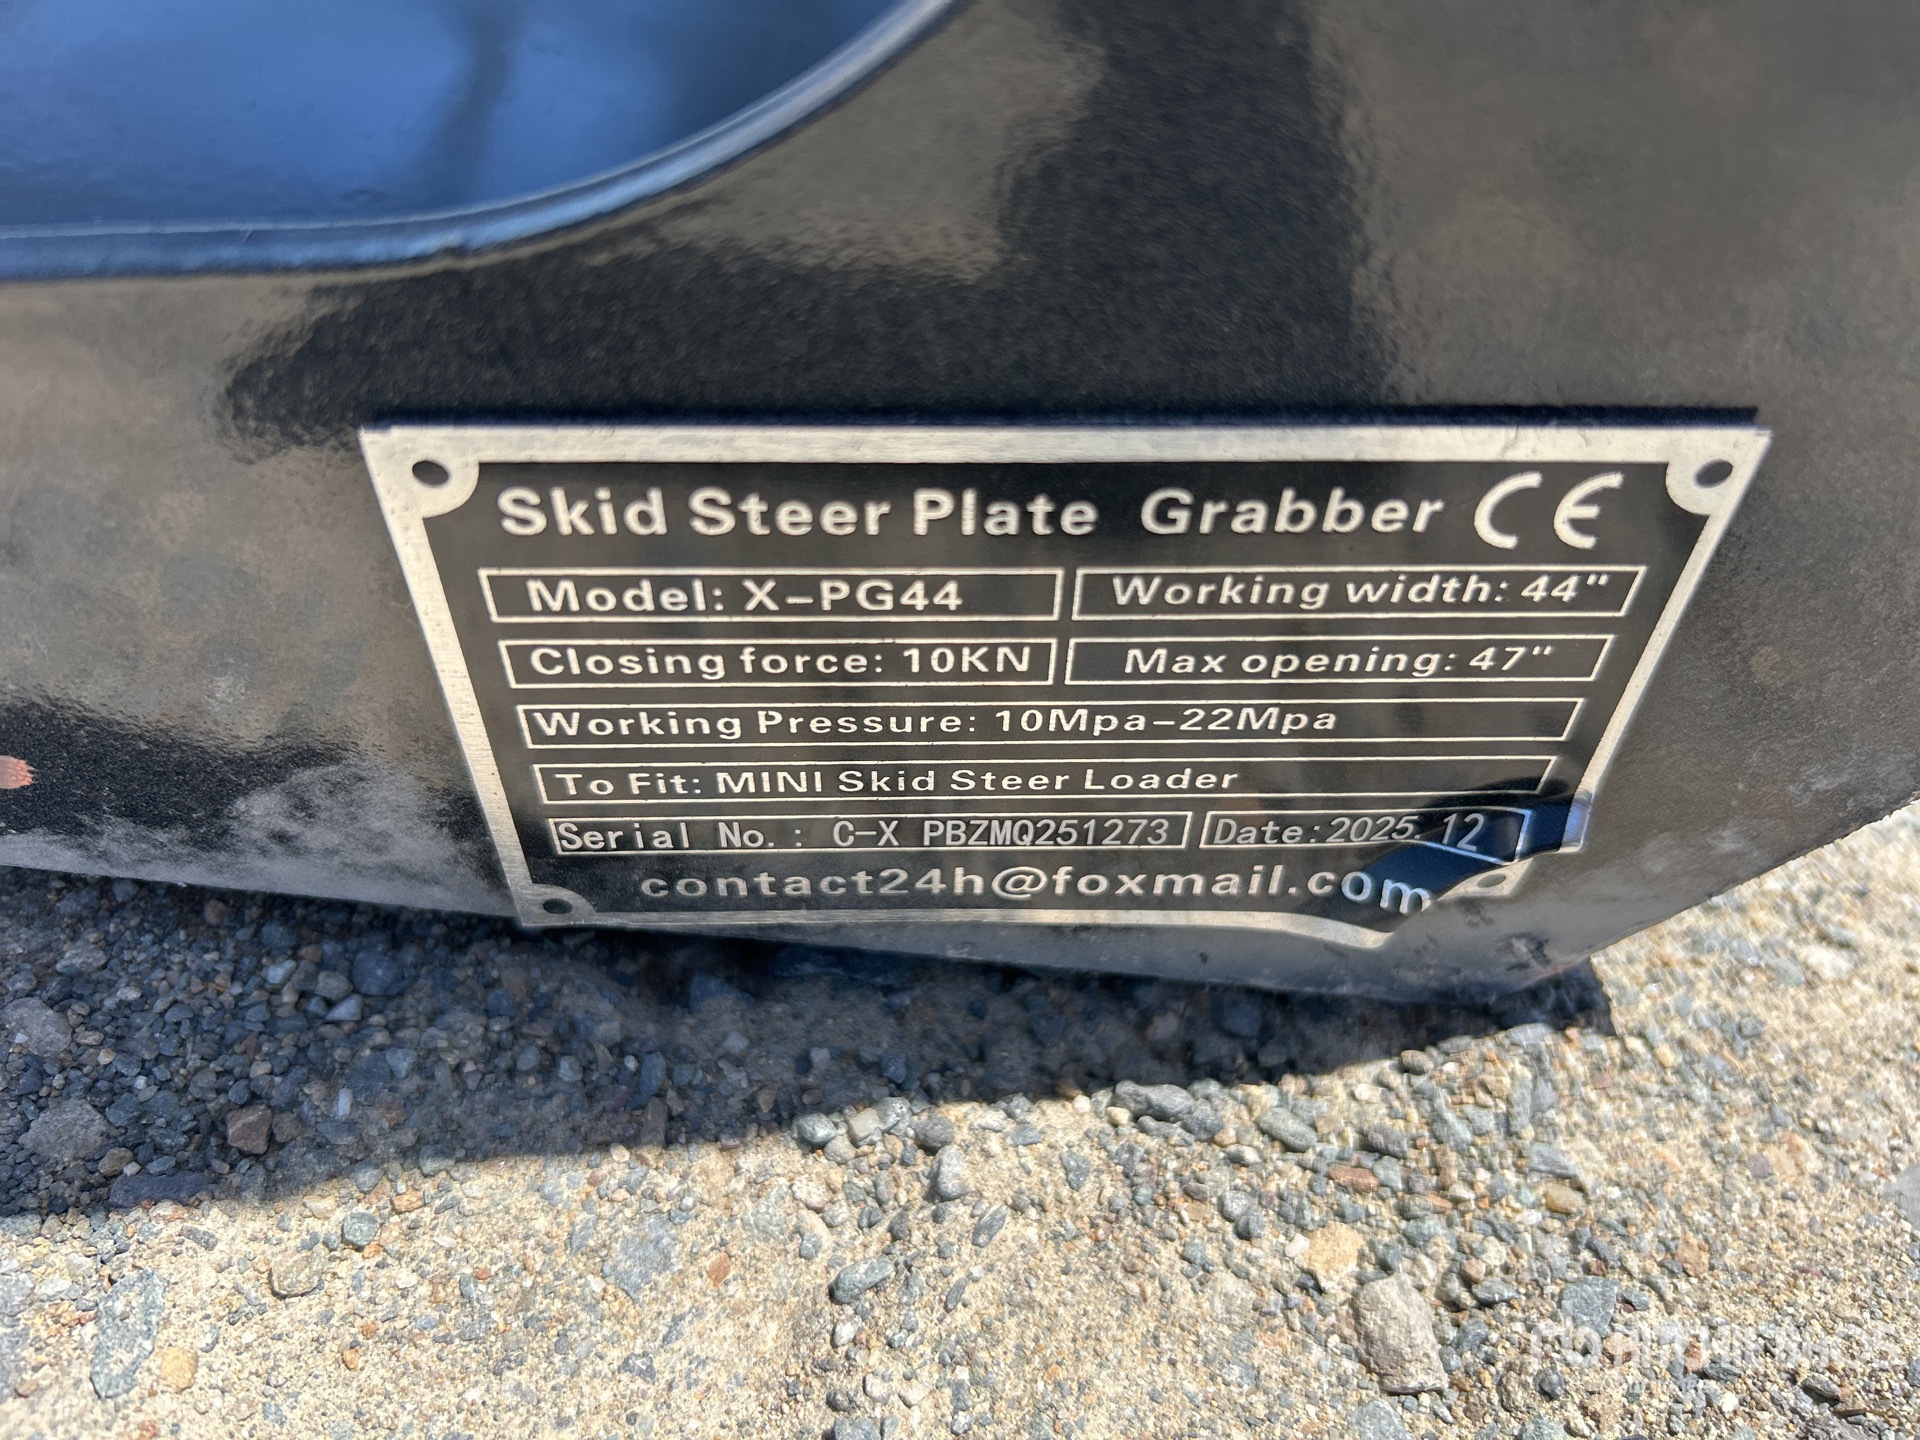 Skid Steer Plate Grabber CE
Model: X-PG44
Working width: 44"
Closing force: 10KN
Max opening: 47"
Working Pressure: 10Mpa-22Mpa
To Fit: MINI Skid Steer Loader
Serial No.: C-X PBZMQ251273
Date:2025.12
contact24h@foxmail.com